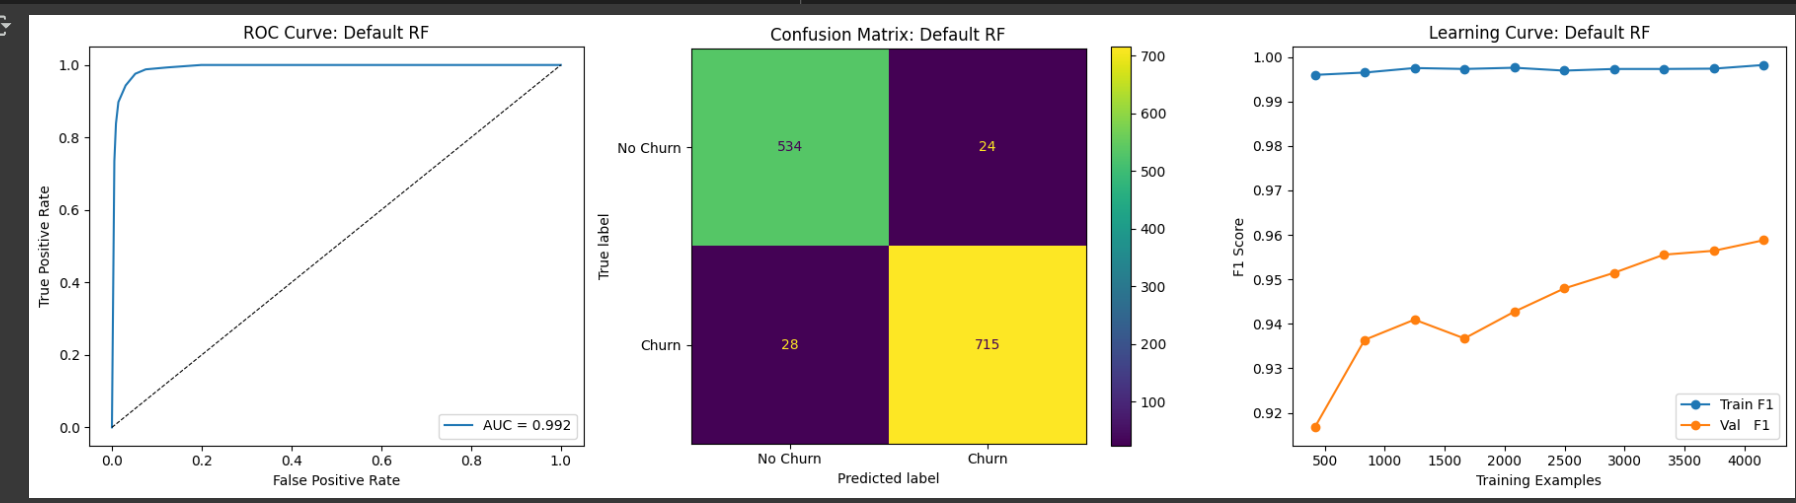 ROC Curve: Default RF
1.0
0.8
0.6
0.4
0.2
0.0
True Positive Rate
0.0 0.2 0.4 0.6 0.8 1.0
False Positive Rate
AUC = 0.992
Confusion Matrix: Default RF
No Churn
Churn
True label
534 24
28 715
No Churn Churn
Predicted label
700
600
500
400
300
200
100
Learning Curve: Default RF
1.00
0.99
0.98
0.97
0.96
0.95
0.94
0.93
0.92
F1 Score
500 1000 1500 2000 2500 3000 3500 4000
Training Examples
Train F1
Val F1